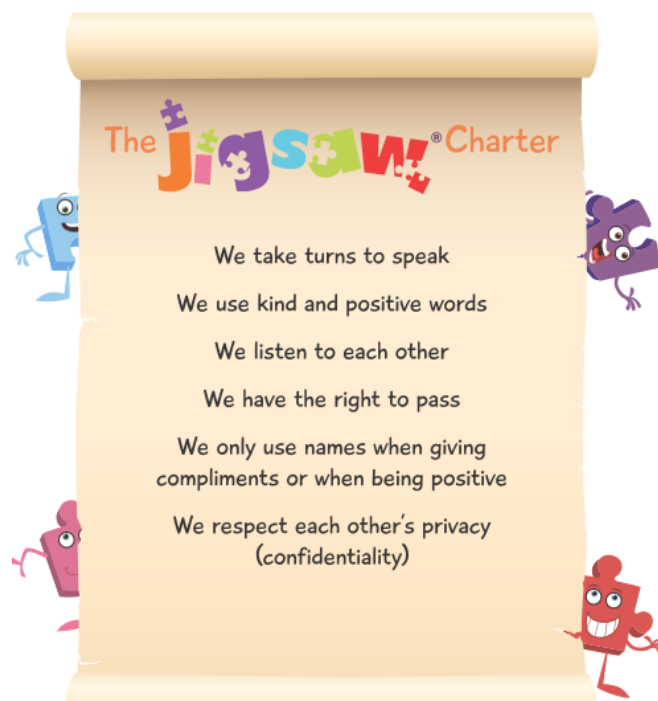 The Jigsaw® Charter
We take turns to speak
We use kind and positive words
We listen to each other
We have the right to pass
We only use names when giving
compliments or when being positive
We respect each other's privacy
(confidentiality)